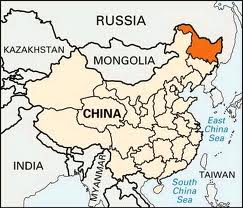 RUSSIA
KAZAKHSTAN
MONGOLIA
CHINA
East
China
Sea
INDIA
MYANMAR
TAIWAN
South
China Sea